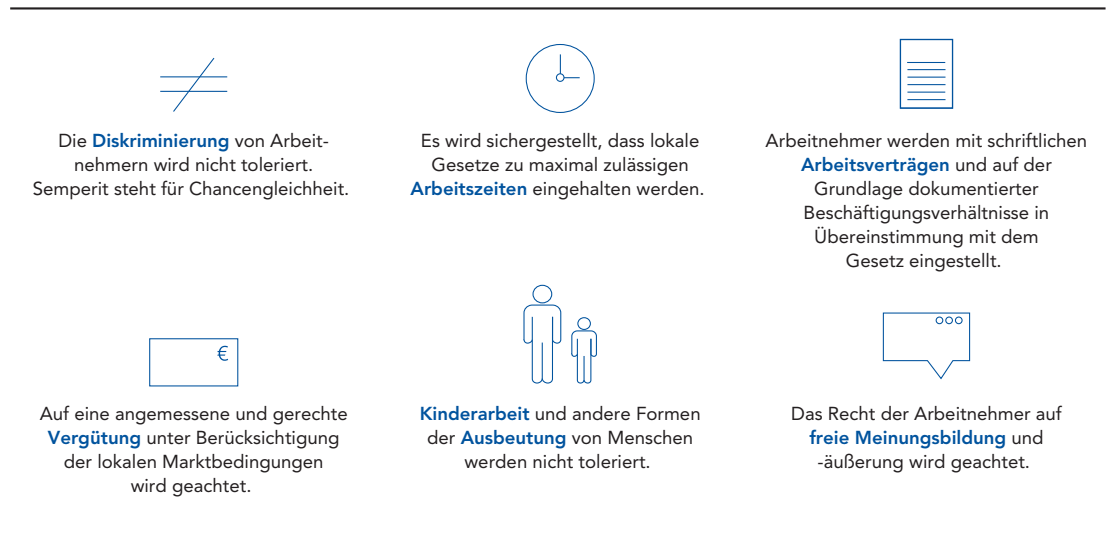 Die Diskriminierung von Arbeit-
nehmern wird nicht toleriert.
Semperit steht für Chancengleichheit.
Es wird sichergestellt, dass lokale
Gesetze zu maximal zulässigen
Arbeitszeiten eingehalten werden.
Arbeitnehmer werden mit schriftlichen
Arbeitsverträgen und auf der
Grundlage dokumentierter
Beschäftigungsverhältnisse in
Übereinstimmung mit dem
Gesetz eingestellt.
€
Auf eine angemessene und gerechte
Vergütung unter Berücksichtigung
der lokalen Marktbedingungen
wird geachtet.
Kinderarbeit und andere Formen
der Ausbeutung von Menschen
werden nicht toleriert.
Das Recht der Arbeitnehmer auf
freie Meinungsbildung und
-äußerung wird geachtet.